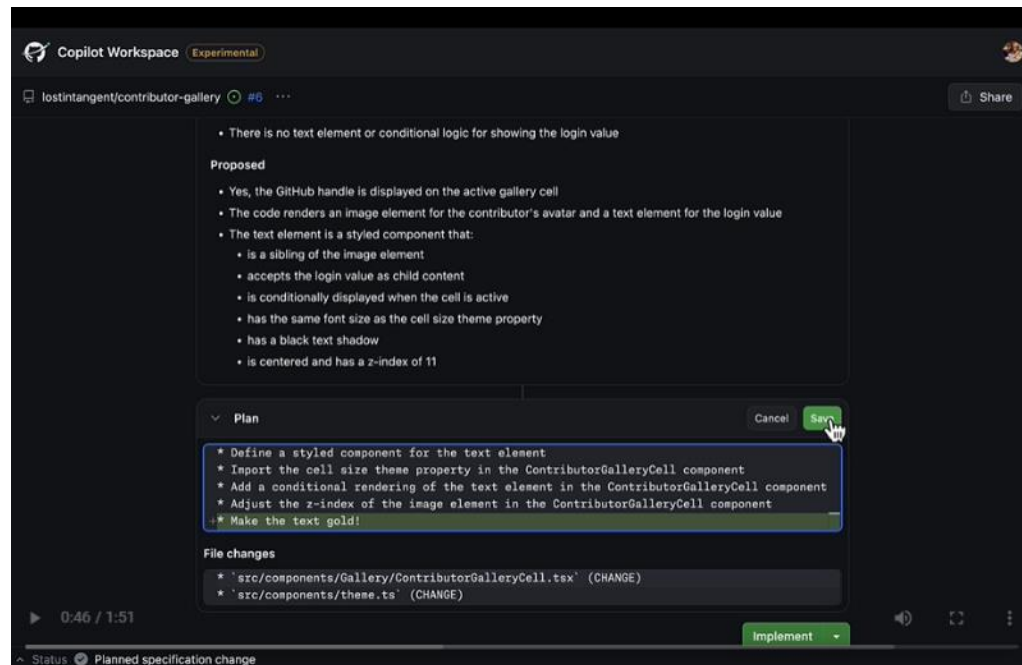 Copilot Workspace Experimental
lostintangent/contributor-gallery #6 ...
Share
• There is no text element or conditional logic for showing the login value
Proposed
• Yes, the GitHub handle is displayed on the active gallery cell
• The code renders an image element for the contributor's avatar and a text element for the login value
• The text element is a styled component that:
• is a sibling of the image element
• accepts the login value as child content
• is conditionally displayed when the cell is active
• has the same font size as the cell size theme property
• has a black text shadow
• is centered and has a z-index of 11
Plan
Cancel Save
* Define a styled component for the text element
* Import the cell size theme property in the ContributorGalleryCell component
* Add a conditional rendering of the text element in the ContributorGalleryCell component
* Adjust the z-index of the image element in the ContributorGalleryCell component
+* Make the text gold!
File changes
* `src/components/Gallery/ContributorGalleryCell.tsx` (CHANGE)
* `src/components/theme.ts` (CHANGE)
0:46 / 1:51
Implement
Status Planned specification change